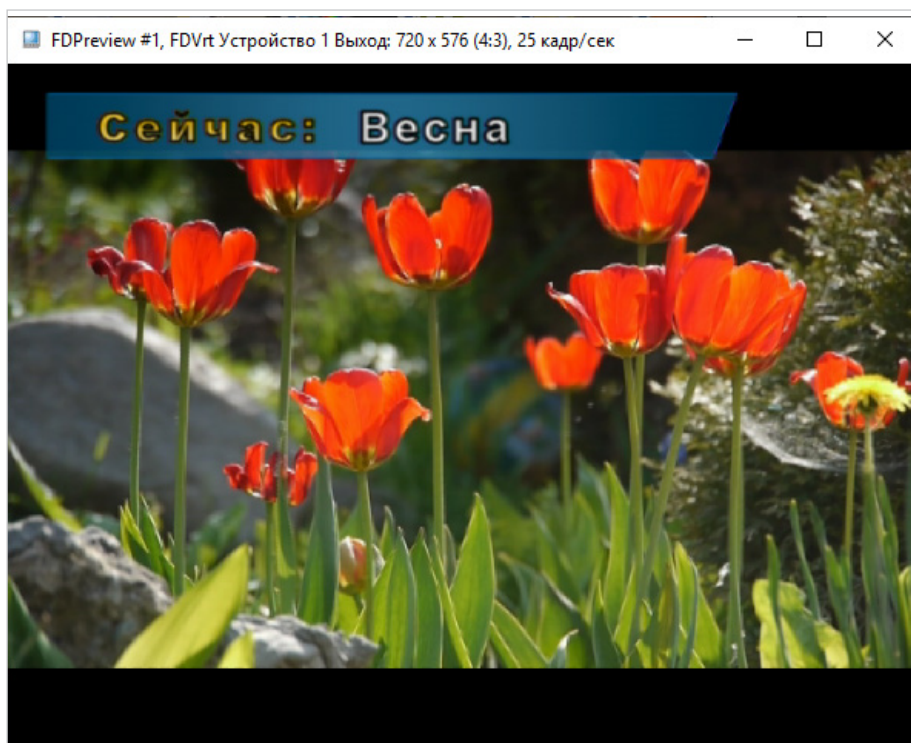 FDPreview #1, FDVrt Устройство 1 Выход: 720 x 576 (4:3), 25 кадр/сек
Сейчас: Весна